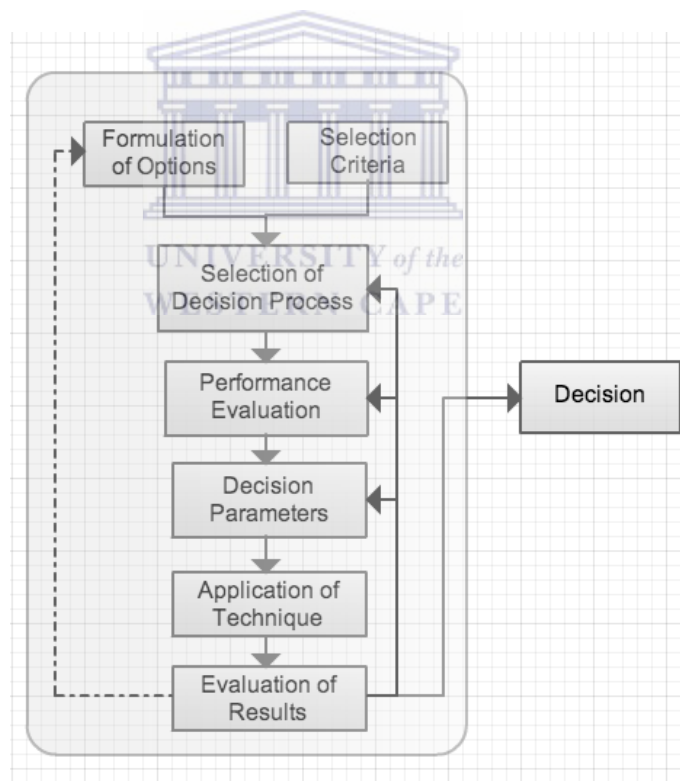 Formulation
of Options
Selection
Criteria
UNIVERSITY of the
WESTERN CAPE
Selection of
Decision Process
Performance
Evaluation
Decision
Decision
Parameters
Application of
Technique
Evaluation of
Results